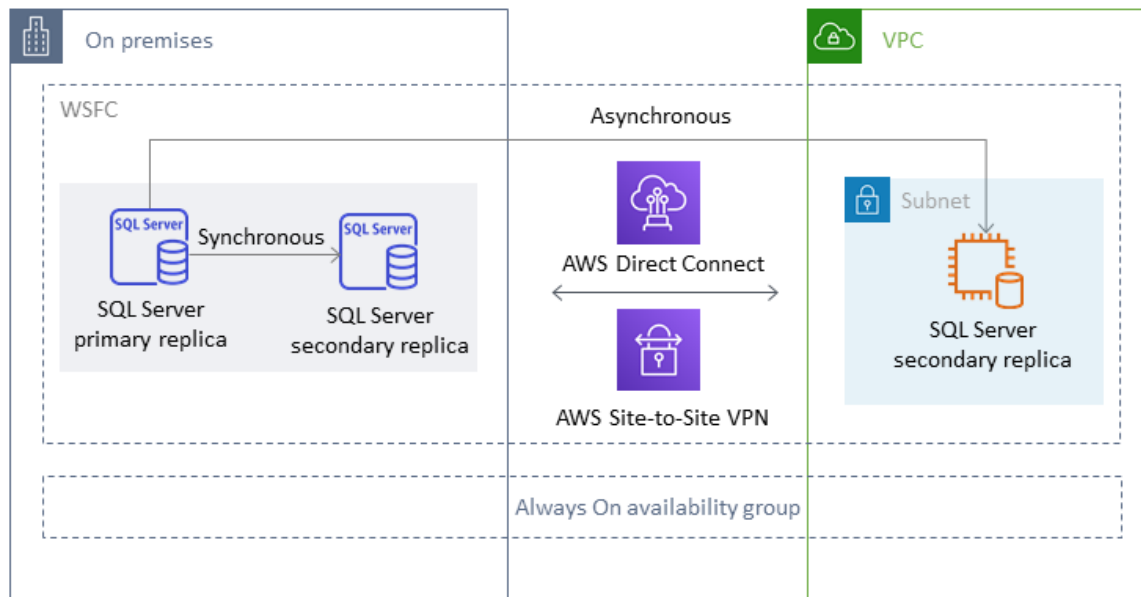 On premises
VPC
WSFC
Asynchronous
Subnet
SQL Server
Synchronous
SQL Server
AWS Direct Connect
SQL Server
primary replica
SQL Server
secondary replica
SQL Server
secondary replica
AWS Site-to-Site VPN
Always On availability group